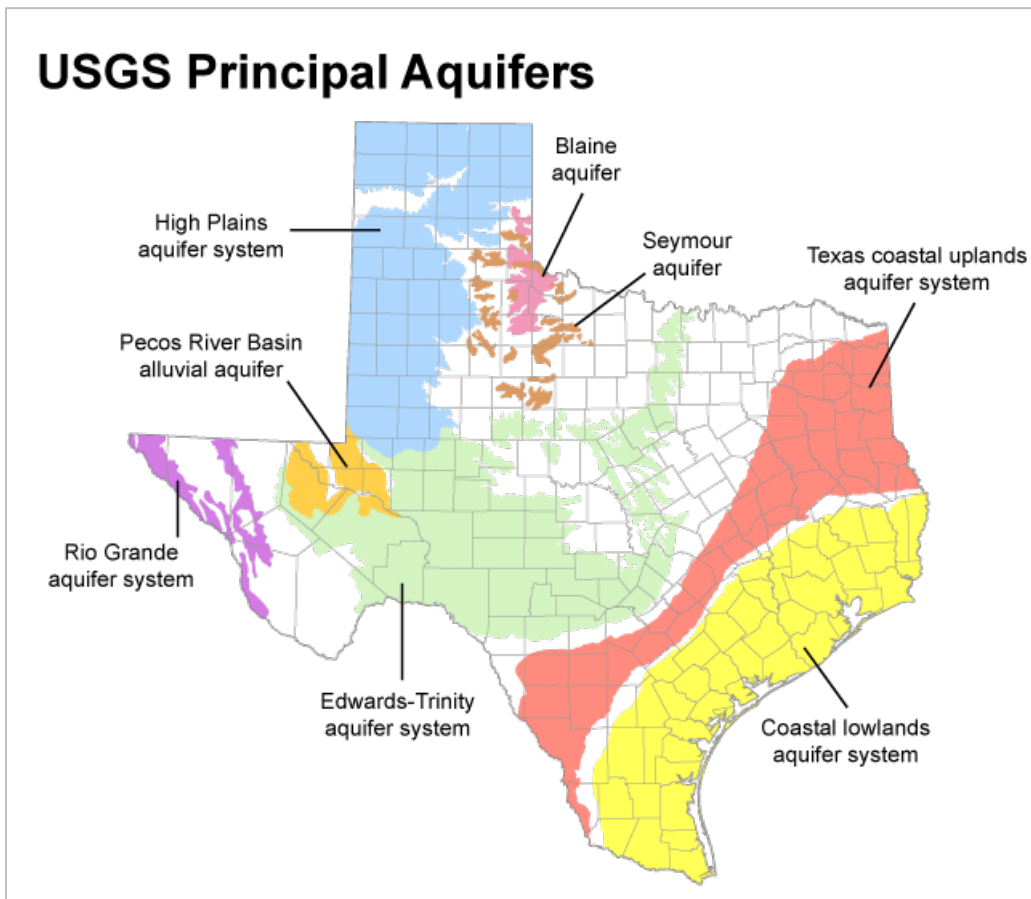 USGS Principal Aquifers
Blaine
aquifer
High Plains
aquifer system
Seymour
aquifer
Texas coastal uplands
aquifer system
Pecos River Basin
alluvial aquifer
Rio Grande
aquifer system
Edwards-Trinity
aquifer system
Coastal lowlands
aquifer system